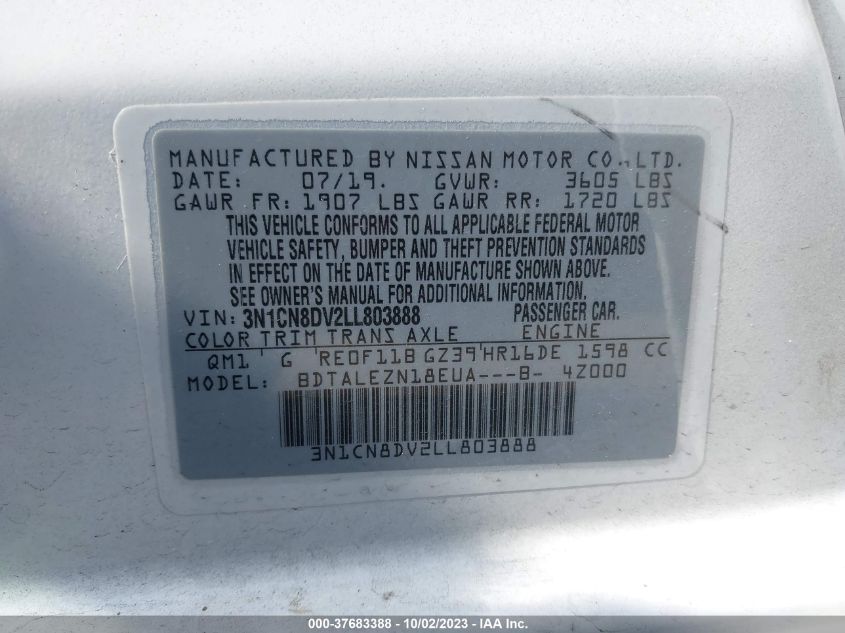 MANUFACTURED BY NISSAN MOTOR CO., LTD.
DATE: 07/19. GVWR: 3605 LBS
GAWR FR: 1907 LBS GAWR RR: 1720 LBS
THIS VEHICLE CONFORMS TO ALL APPLICABLE FEDERAL MOTOR
VEHICLE SAFETY, BUMPER AND THEFT PREVENTION STANDARDS
IN EFFECT ON THE DATE OF MANUFACTURE SHOWN ABOVE.
SEE OWNER'S MANUAL FOR ADDITIONAL INFORMATION.
VIN: 3N1CN8DV2LL803888 PASSENGER CAR.
COLOR TRIM TRANS AXLE ENGINE
QM1 ' G 'RE0F11B GZ39'HR16DE 1598 CC
MODEL: BDTALEZN18EUA---B- 4Z000
3N1CN8DV2LL803888
000-37683388 - 10/02/2023 - IAA Inc.